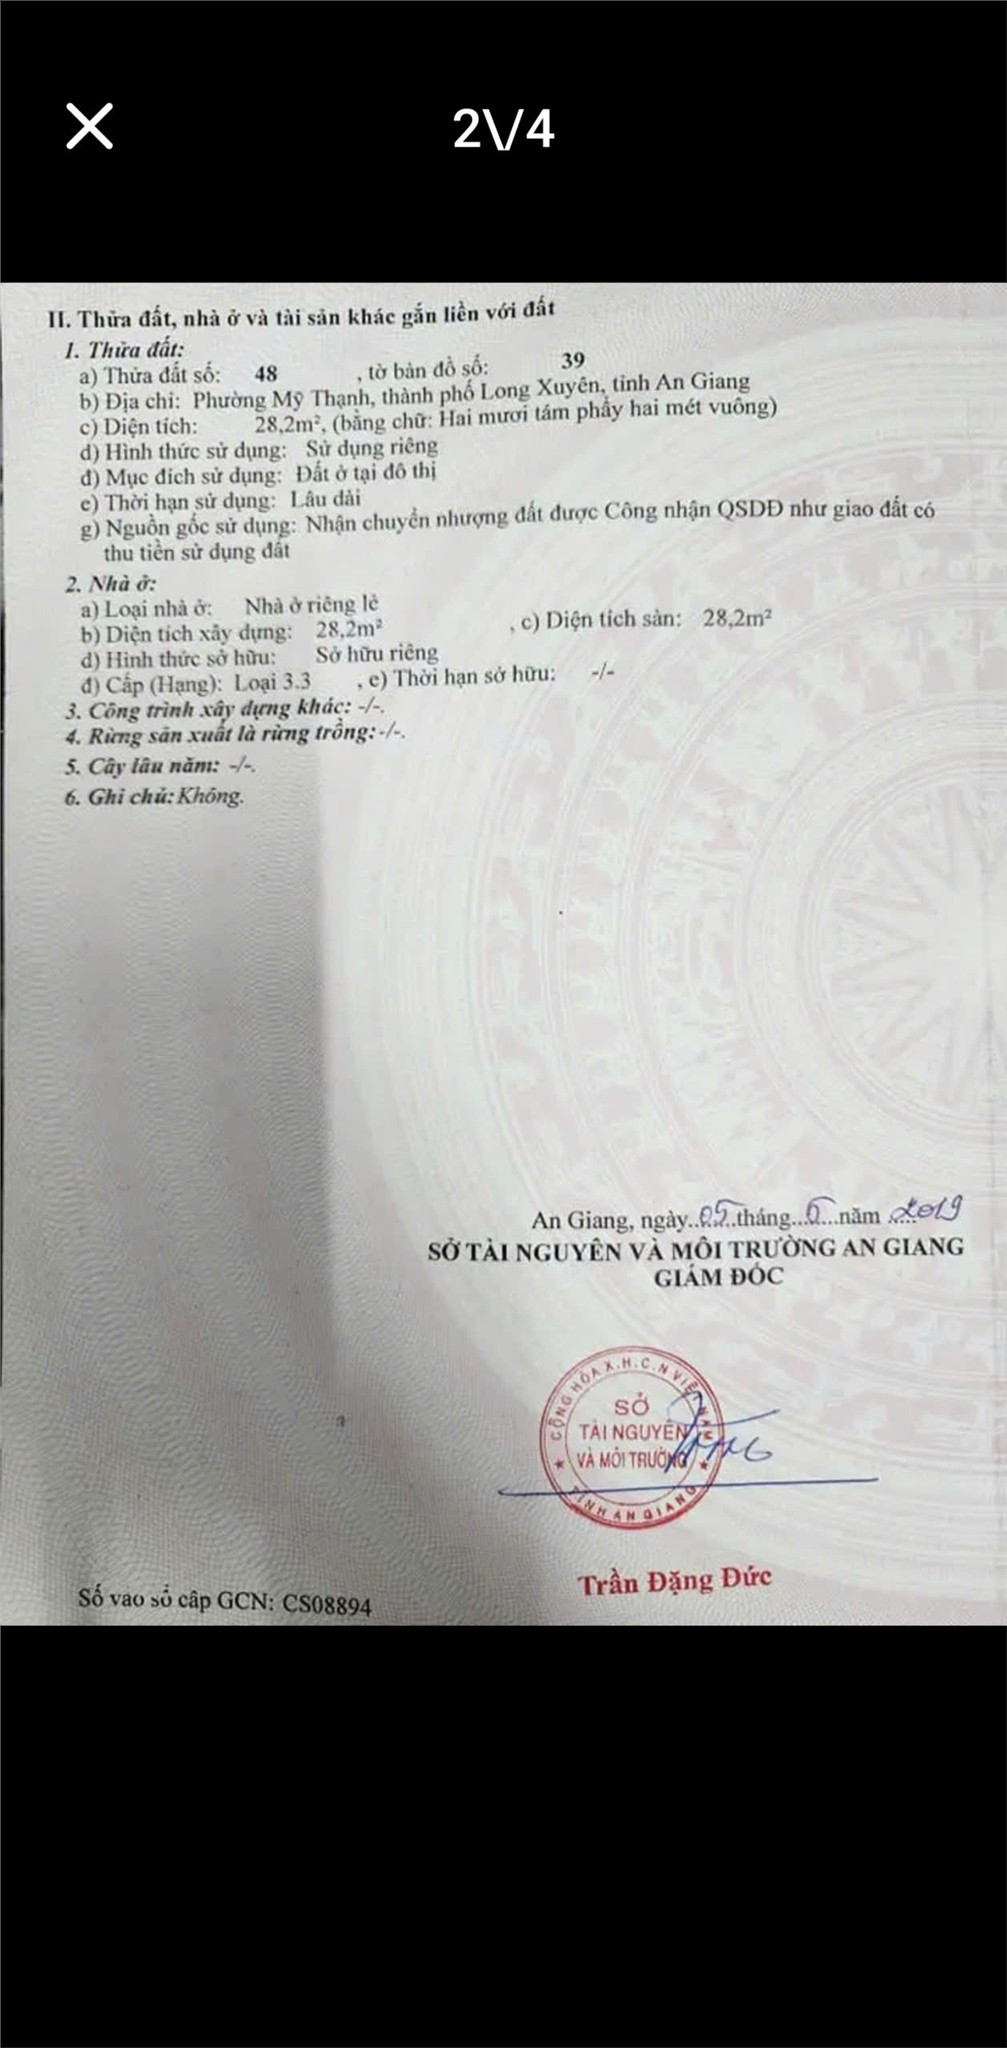 2\/4
II. Thửa đất, nhà ở và tài sản khác gắn liền với đất
1. Thửa đất:
a) Thửa đất số: 48 , tờ bản đồ số: 39
b) Địa chỉ: Phường Mỹ Thạnh, thành phố Long Xuyên, tỉnh An Giang
c) Diện tích: 28,2m², (bằng chữ: Hai mươi tám phẩy hai mét vuông)
d) Hình thức sử dụng: Sử dụng riêng
đ) Mục đích sử dụng: Đất ở tại đô thị
e) Thời hạn sử dụng: Lâu dài
g) Nguồn gốc sử dụng: Nhận chuyển nhượng đất được Công nhận QSDĐ như giao đất có
thu tiền sử dụng đất
2. Nhà ở:
a) Loại nhà ở: Nhà ở riêng lẻ
b) Diện tích xây dựng: 28,2m² , c) Diện tích sàn: 28,2m²
d) Hình thức sở hữu: Sở hữu riêng
đ) Cấp (Hạng): Loại 3.3 , e) Thời hạn sở hữu: -/-
3. Công trình xây dựng khác: -/-.
4. Rừng sản xuất là rừng trồng: -/-.
5. Cây lâu năm: -/-.
6. Ghi chú: Không.
An Giang, ngày..05..tháng...6...năm ..2019
SỞ TÀI NGUYÊN VÀ MÔI TRƯỜNG AN GIANG
GIÁM ĐỐC
CỘNG HÒA X.H.C.N VIỆT NAM
SỞ
TÀI NGUYÊN
VÀ MÔI TRƯỜNG
TỈNH AN GIANG
Trần Đặng Đức
Số vào sổ cấp GCN: CS08894